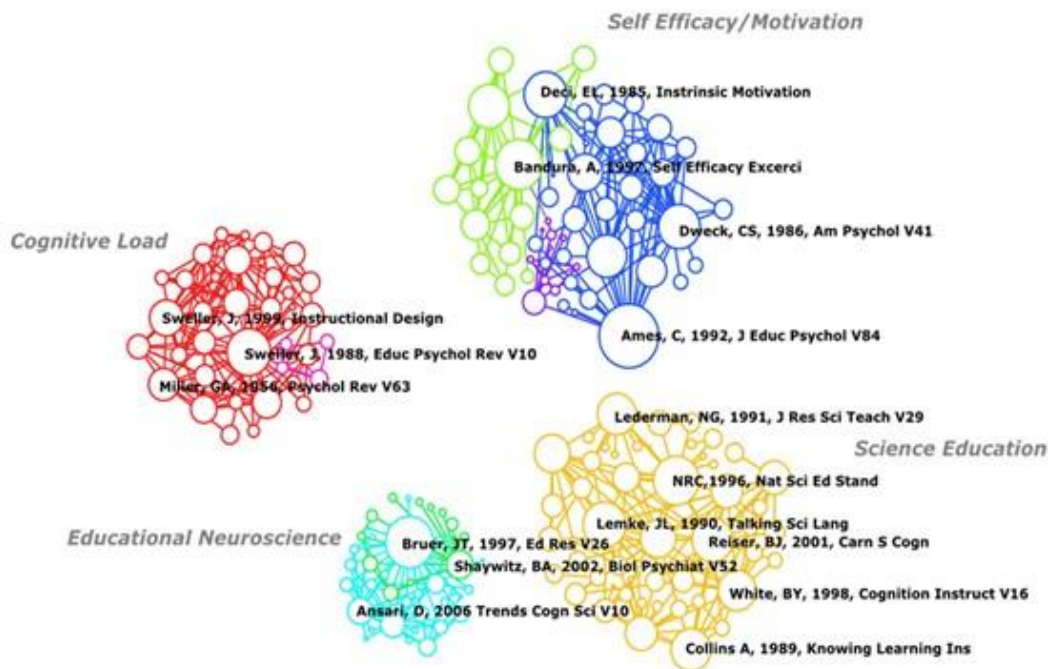 Self Efficacy/Motivation
Deci, EL, 1985, Instrinsic Motivation
Bandura, A, 1997, Self Efficacy Excerci
Dweck, CS, 1986, Am Psychol V41
Ames, C, 1992, J Educ Psychol V84
Cognitive Load
Sweller, J, 1999, Instructional Design
Sweller, J, 1988, Educ Psychol Rev V10
Miller, GA, 1956, Psychol Rev V63
Lederman, NG, 1991, J Res Sci Teach V29
Science Education
NRC,1996, Nat Sci Ed Stand
Lemke, JL, 1990, Talking Sci Lang
Reiser, BJ, 2001, Carn S Cogn
White, BY, 1998, Cognition Instruct V16
Collins A, 1989, Knowing Learning Ins
Educational Neuroscience
Bruer, JT, 1997, Ed Res V26
Shaywitz, BA, 2002, Biol Psychiat V52
Ansari, D, 2006 Trends Cogn Sci V10